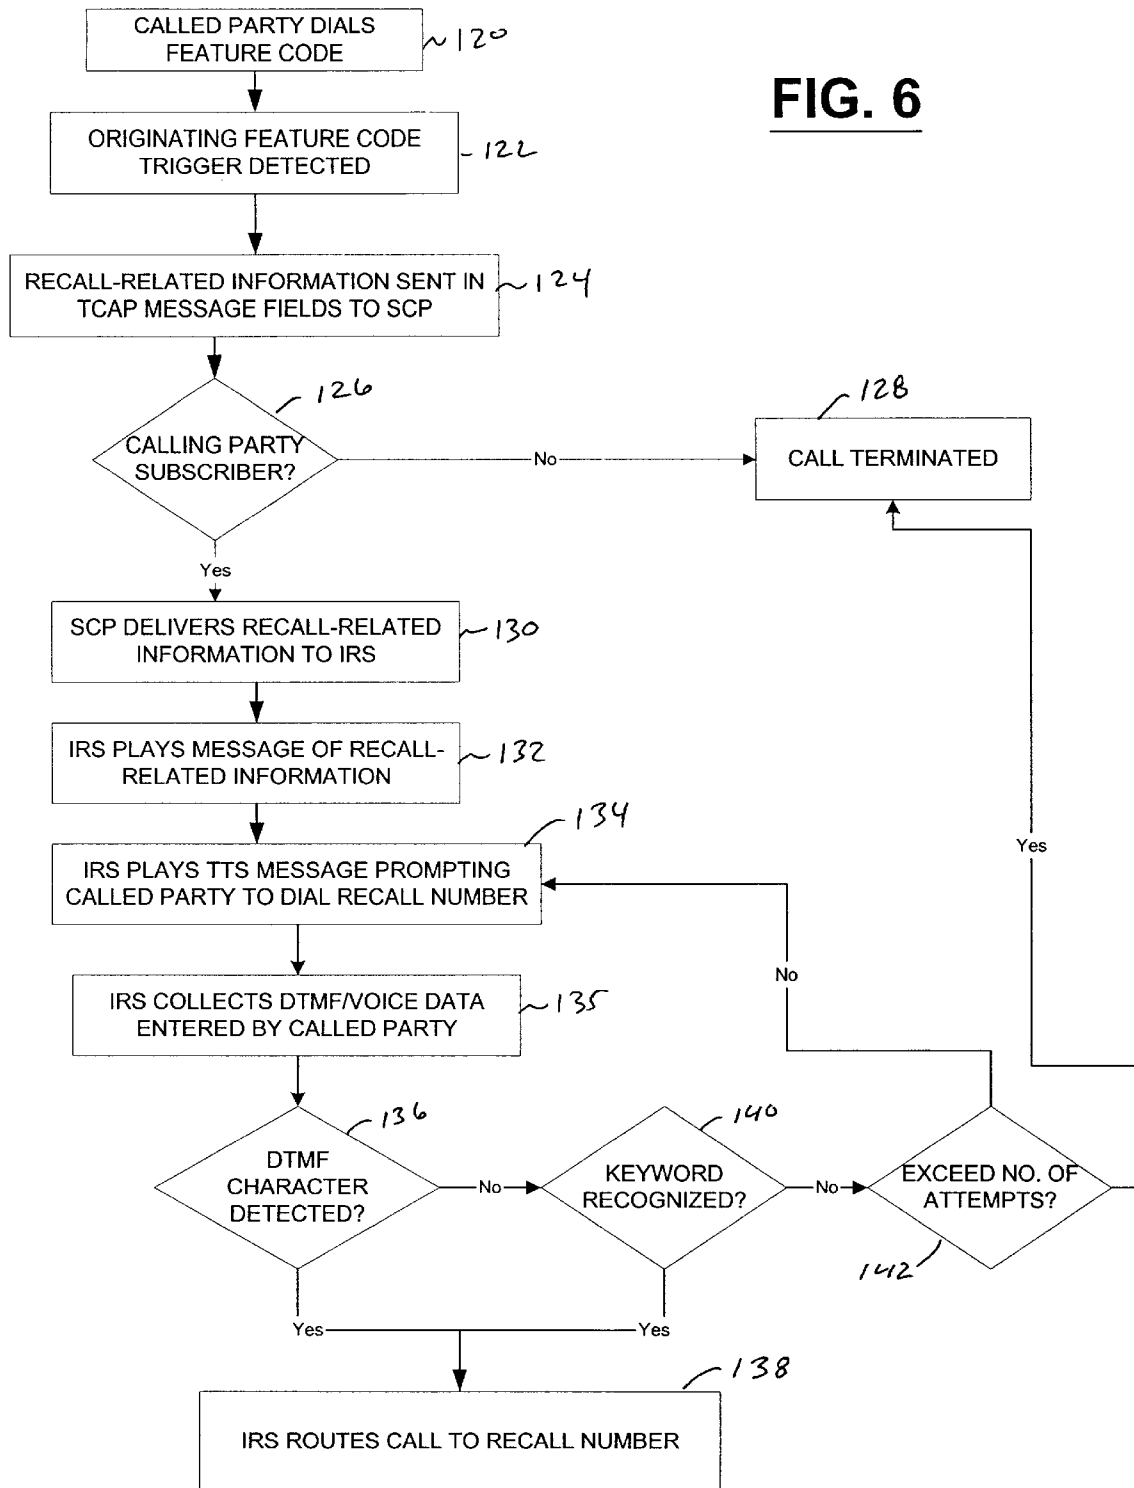 CALLED PARTY DIALS
FEATURE CODE
120
FIG. 6
ORIGINATING FEATURE CODE
TRIGGER DETECTED
122
RECALL-RELATED INFORMATION SENT IN
TCAP MESSAGE FIELDS TO SCP
124
126
CALLING PARTY
SUBSCRIBER?
No
128
CALL TERMINATED
Yes
SCP DELIVERS RECALL-RELATED
INFORMATION TO IRS
130
IRS PLAYS MESSAGE OF RECALL-
RELATED INFORMATION
132
134
IRS PLAYS TTS MESSAGE PROMPTING
CALLED PARTY TO DIAL RECALL NUMBER
Yes
No
IRS COLLECTS DTMF/VOICE DATA
ENTERED BY CALLED PARTY
135
136
DTMF
CHARACTER
DETECTED?
No
140
KEYWORD
RECOGNIZED?
No
EXCEED NO. OF
ATTEMPTS?
142
Yes
Yes
138
IRS ROUTES CALL TO RECALL NUMBER